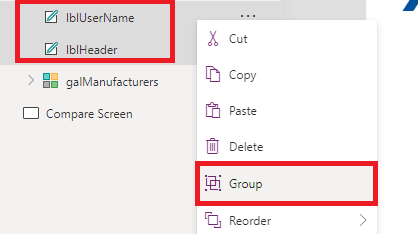 lblUserName
lblHeader
galManufacturers
Compare Screen
Cut
Copy
Paste
Delete
Group
Reorder